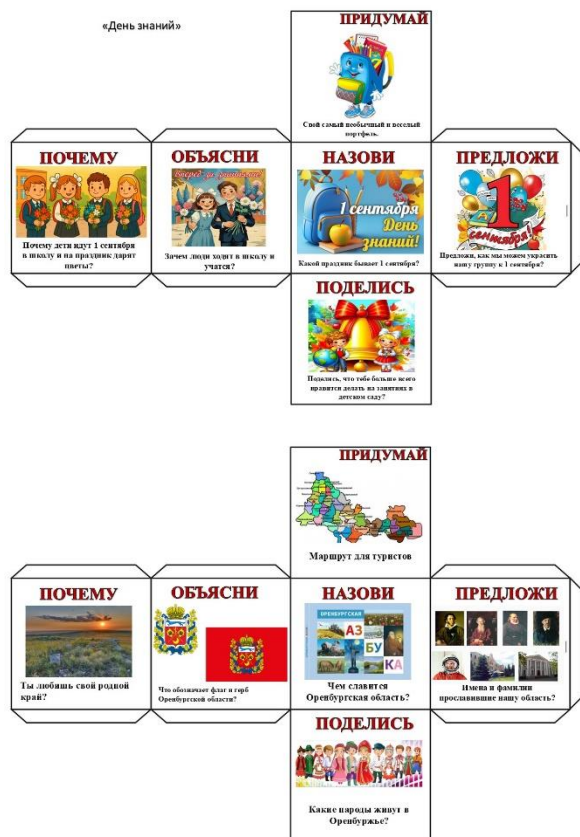 «День знаний»
ПРИДУМАЙ
Свой самый необычный и веселый
портфель.
ПОЧЕМУ
Почему дети идут 1 сентября
в школу и на праздник дарят
цветы?
ОБЪЯСНИ
Вперед за знаниями!
Зачем люди ходят в школу и
учатся?
НАЗОВИ
1 сентября
День
знаний!
Какой праздник бывает 1 сентября?
ПРЕДЛОЖИ
1
сентября!
Предложи, как мы можем украсить
нашу группу к 1 сентября?
ПОДЕЛИСЬ
Поделись, что тебе больше всего
нравится делать на занятиях в
детском саду?
ПРИДУМАЙ
Маршрут для туристов
ПОЧЕМУ
Ты любишь свой родной
край?
ОБЪЯСНИ
Что обозначает флаг и герб
Оренбургской области?
НАЗОВИ
ОРЕНБУРГСКАЯ
АЗ
БУ
КА
Чем славится
Оренбургская область?
ПРЕДЛОЖИ
Имена и фамилии
прославившие нашу область?
ПОДЕЛИСЬ
Какие народы живут в
Оренбуржье?